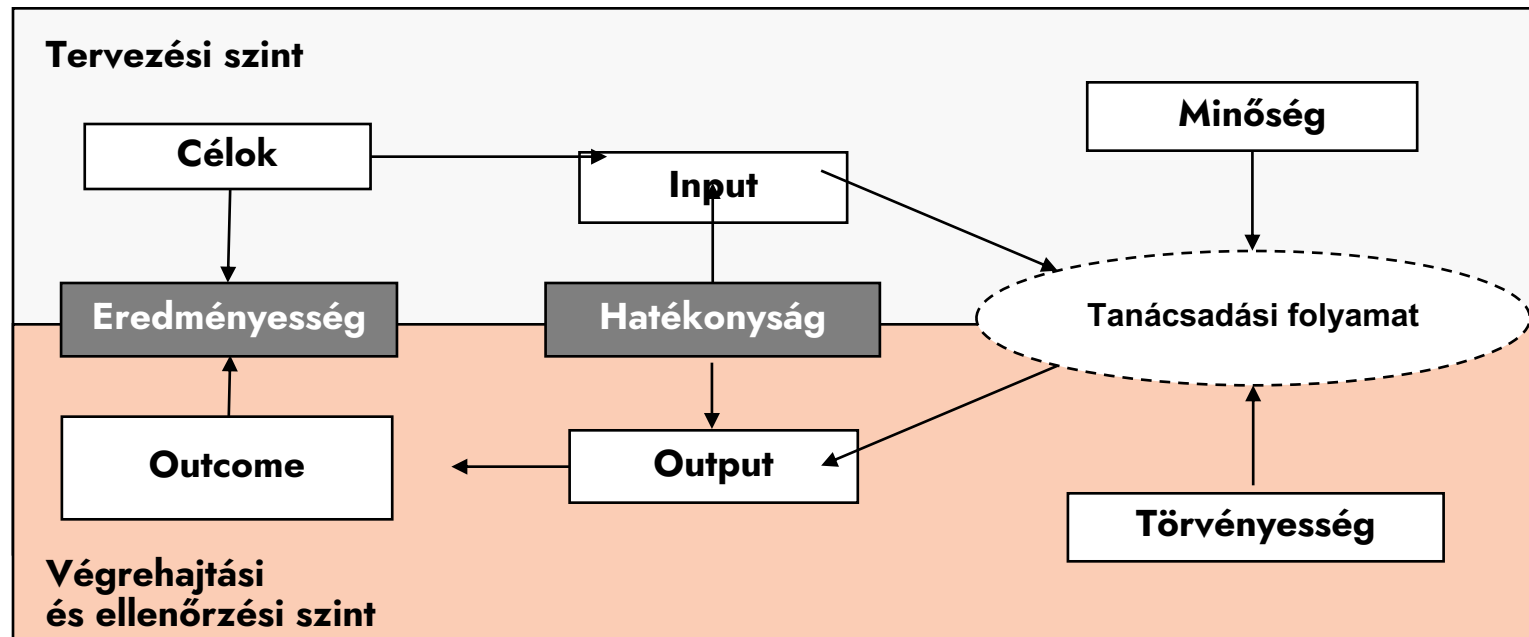 Tervezési szint
Minőség
Célok
Input
Eredményesség
Hatékonyság
Tanácsadási folyamat
Outcome
Output
Törvényesség
Végrehajtási
és ellenőrzési szint